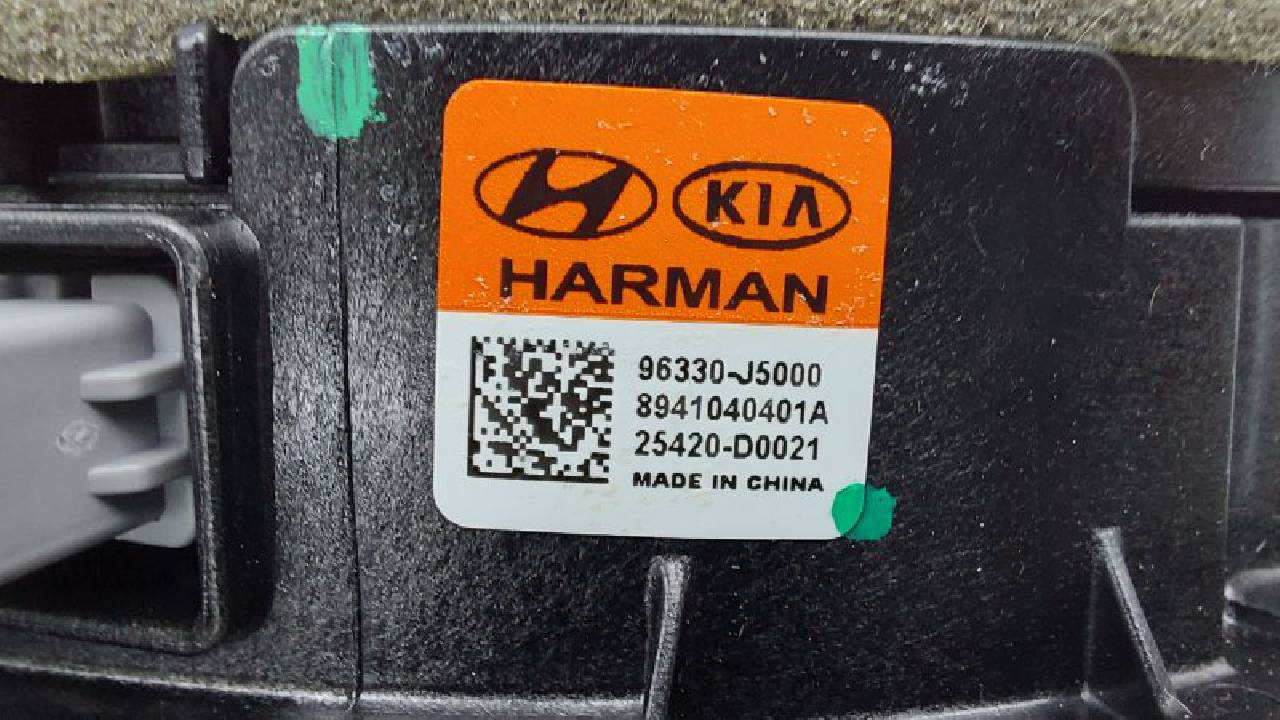 KIA
HARMAN
96330-J5000
8941040401A
25420-D0021
MADE IN CHINA